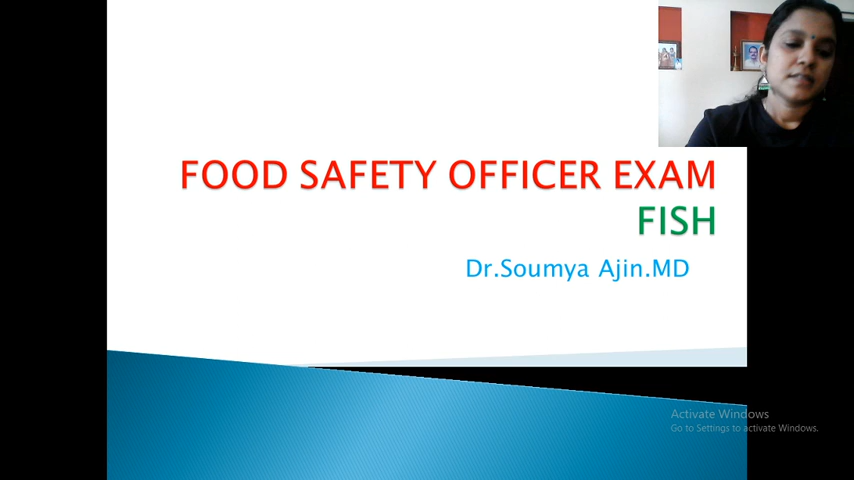 FOOD SAFETY OFFICER EXAM
FISH
Dr.Soumya Ajin.MD
Activate Windows
Go to Settings to activate Windows.